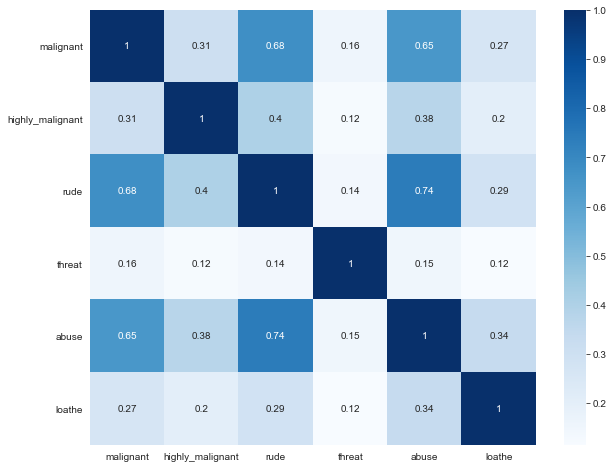 malignant 1 0.31 0.68 0.16 0.65 0.27
highly_malignant 0.31 1 0.4 0.12 0.38 0.2
rude 0.68 0.4 1 0.14 0.74 0.29
threat 0.16 0.12 0.14 1 0.15 0.12
abuse 0.65 0.38 0.74 0.15 1 0.34
loathe 0.27 0.2 0.29 0.12 0.34 1
malignant highly_malignant rude threat abuse loathe
1.0
0.9
0.8
0.7
0.6
0.5
0.4
0.3
0.2